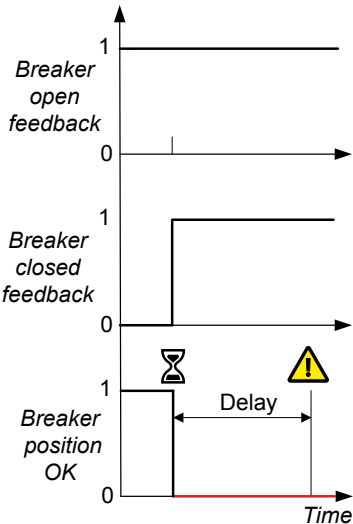 1
Breaker
open
feedback
0
1
Breaker
closed
feedback
0
1
Delay
Breaker
position
OK
0
Time